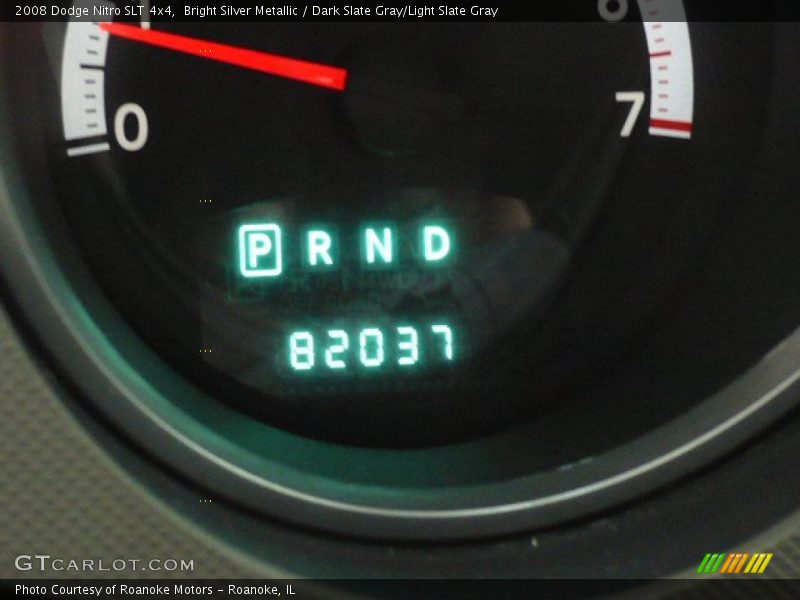 2008 Dodge Nitro SLT 4x4, Bright Silver Metallic / Dark Slate Gray/Light Slate Gray
0
7
P R N D
82037
GTCARLOT.COM
Photo Courtesy of Roanoke Motors - Roanoke, IL